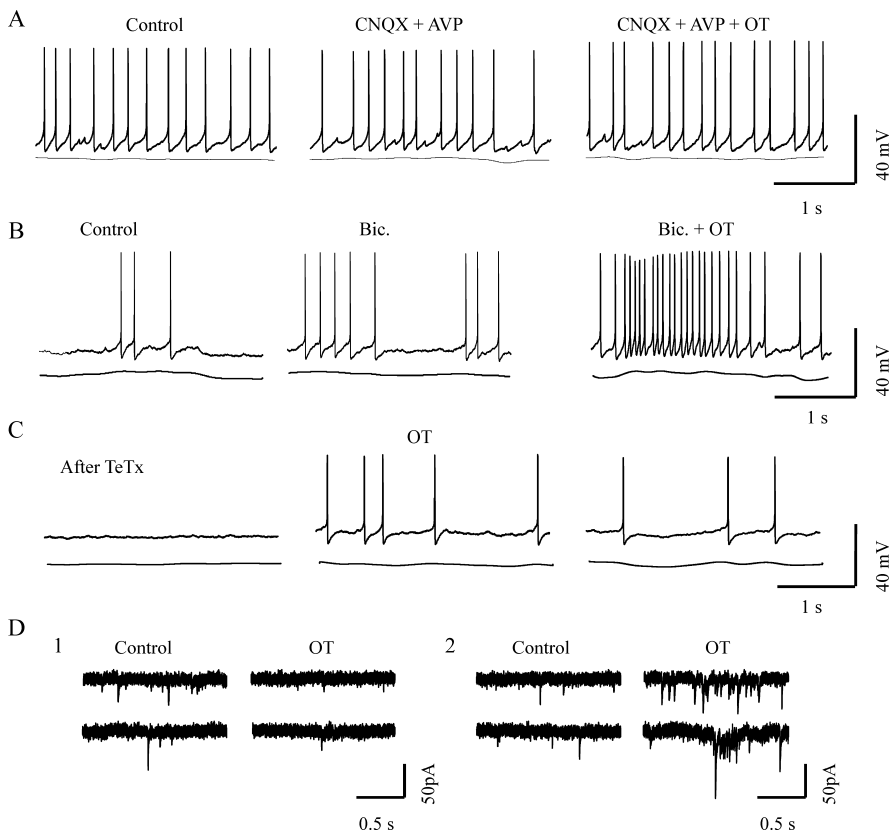 A
Control
CNQX + AVP
CNQX + AVP + OT
40 mV
1 s
B
Control
Bic.
Bic. + OT
40 mV
1 s
C
After TeTx
OT
40 mV
1 s
D
1
Control
OT
2
Control
OT
50pA
0.5 s
50pA
0.5 s